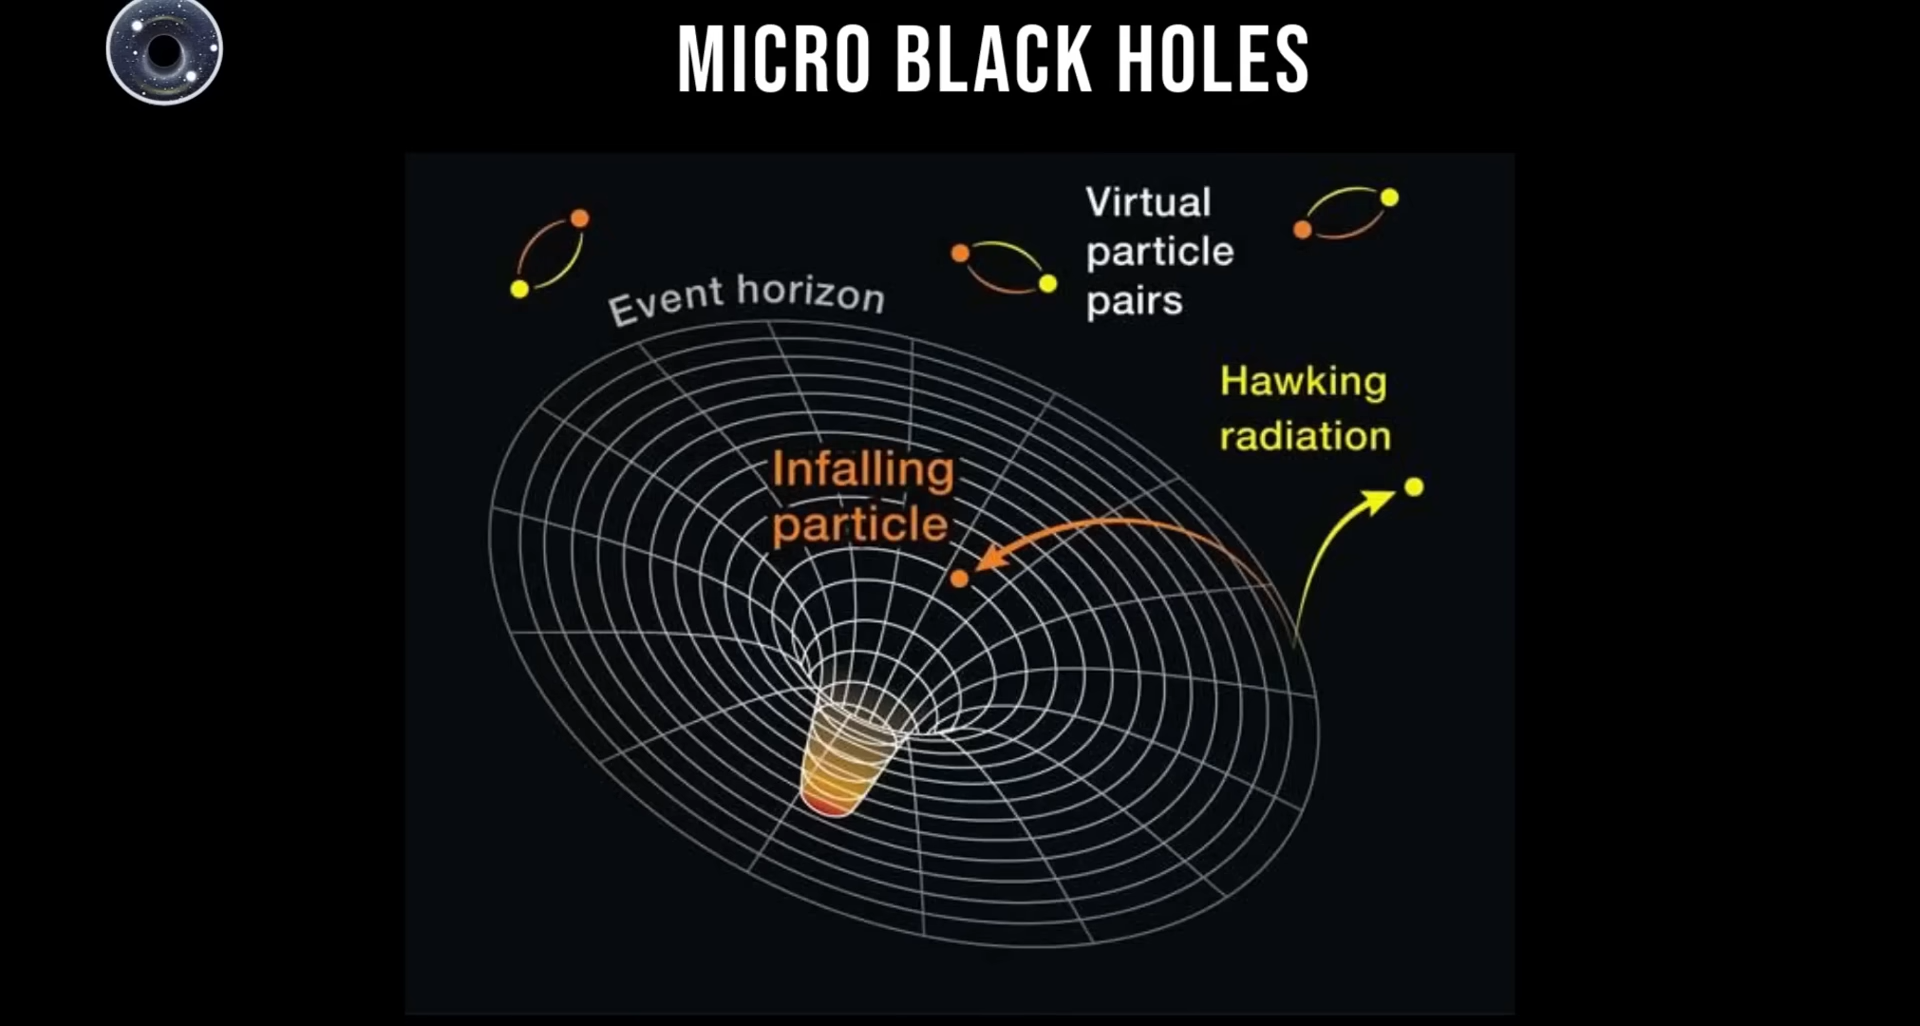 MICRO BLACK HOLES
Virtual
particle
pairs
Event horizon
Hawking
radiation
Infalling
particle